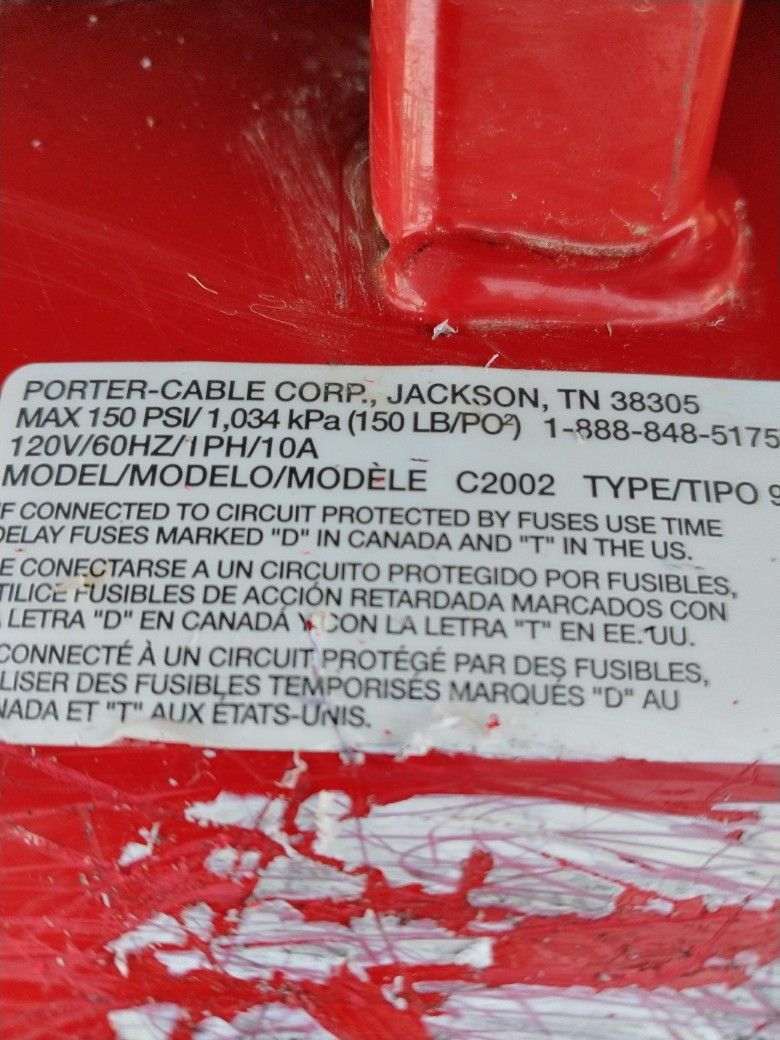 PORTER-CABLE CORP., JACKSON, TN 38305
MAX 150 PSI/ 1,034 kPa (150 LB/PO²) 1-888-848-5175
120V/60HZ/1PH/10A
MODEL/MODELO/MODÈLE C2002 TYPE/TIPO 9
IF CONNECTED TO CIRCUIT PROTECTED BY FUSES USE TIME
DELAY FUSES MARKED "D" IN CANADA AND "T" IN THE US.
E CONECTARSE A UN CIRCUITO PROTEGIDO POR FUSIBLES,
TILICE FUSIBLES DE ACCIÓN RETARDADA MARCADOS CON
LETRA "D" EN CANADÁ Y CON LA LETRA "T" EN EE.UU.
CONNECTÉ À UN CIRCUIT PROTÉGÉ PAR DES FUSIBLES,
LISER DES FUSIBLES TEMPORISÉS MARQUÉS "D" AU
NADA ET "T" AUX ÉTATS-UNIS.